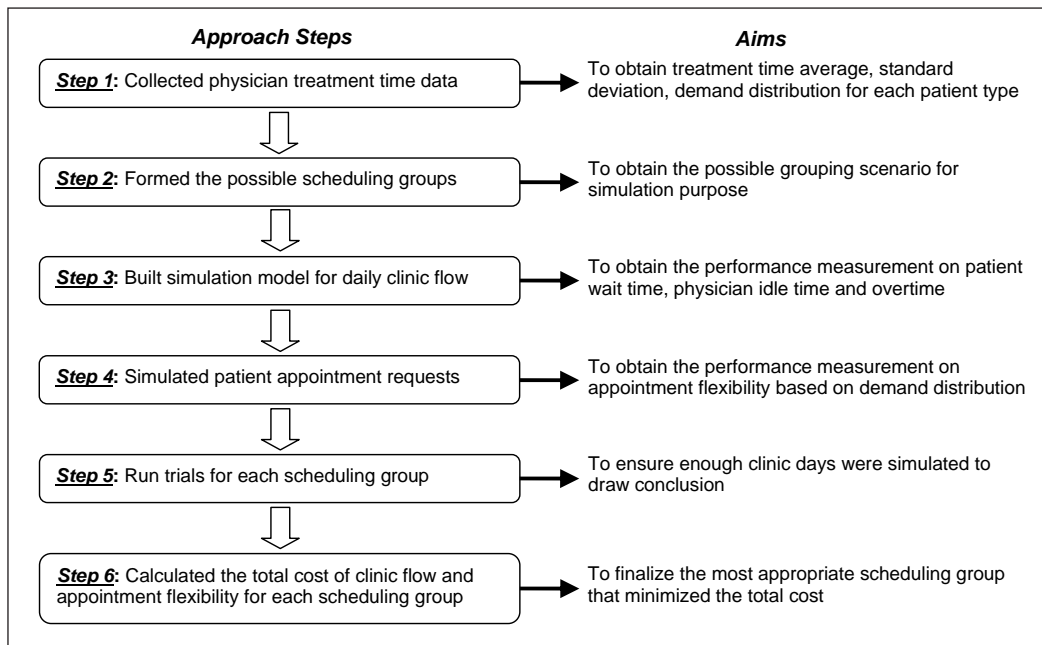 Approach Steps
Aims
Step 1: Collected physician treatment time data
To obtain treatment time average, standard
deviation, demand distribution for each patient type
Step 2: Formed the possible scheduling groups
To obtain the possible grouping scenario for
simulation purpose
Step 3: Built simulation model for daily clinic flow
To obtain the performance measurement on patient
wait time, physician idle time and overtime
Step 4: Simulated patient appointment requests
To obtain the performance measurement on
appointment flexibility based on demand distribution
Step 5: Run trials for each scheduling group
To ensure enough clinic days were simulated to
draw conclusion
Step 6: Calculated the total cost of clinic flow and
appointment flexibility for each scheduling group
To finalize the most appropriate scheduling group
that minimized the total cost